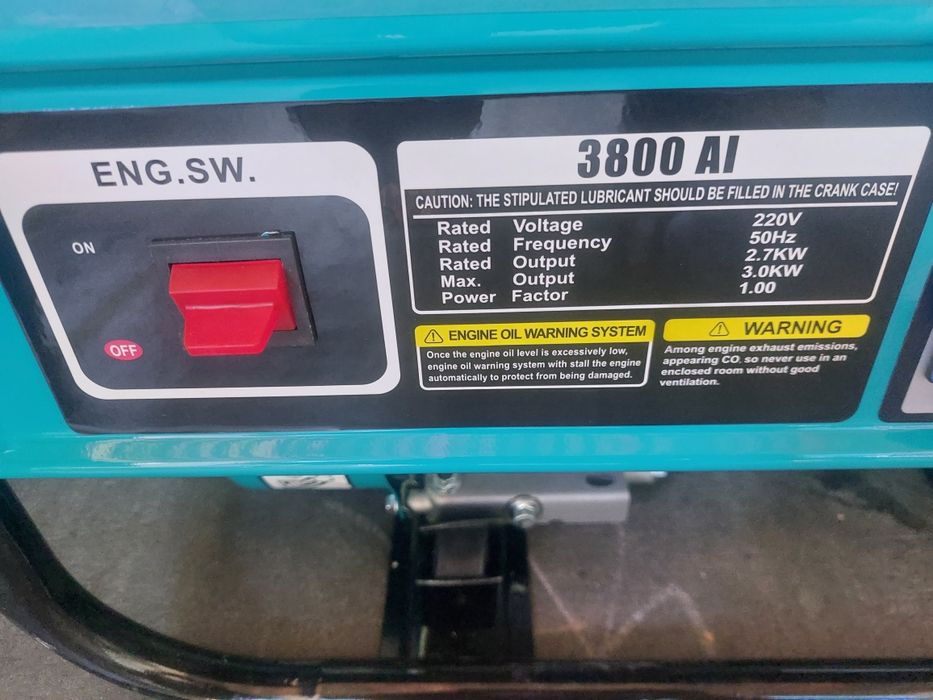 ENG.SW.
ON
OFF
3800 AI
CAUTION: THE STIPULATED LUBRICANT SHOULD BE FILLED IN THE CRANK CASE!
Rated Voltage 220V
Rated Frequency 50Hz
Rated Output 2.7KW
Max. Output 3.0KW
Power Factor 1.00
ENGINE OIL WARNING SYSTEM
Once the engine oil level is excessively low,
engine oil warning system with stall the engine
automatically to protect from being damaged.
WARNING
Among engine exhaust emissions,
appearing CO, so never use in an
enclosed room without good
ventilation.